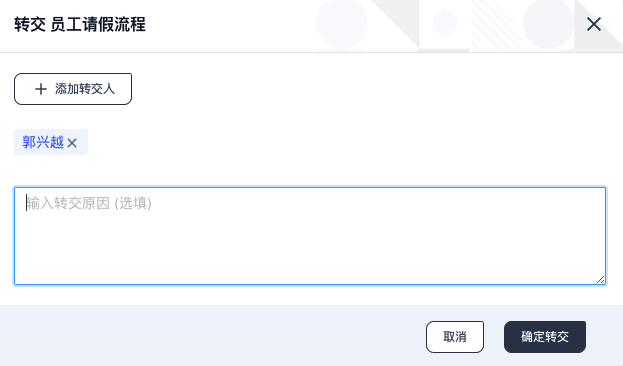 转交 员工请假流程
添加转交人
郭兴越
输入转交原因 (选填)
取消
确定转交